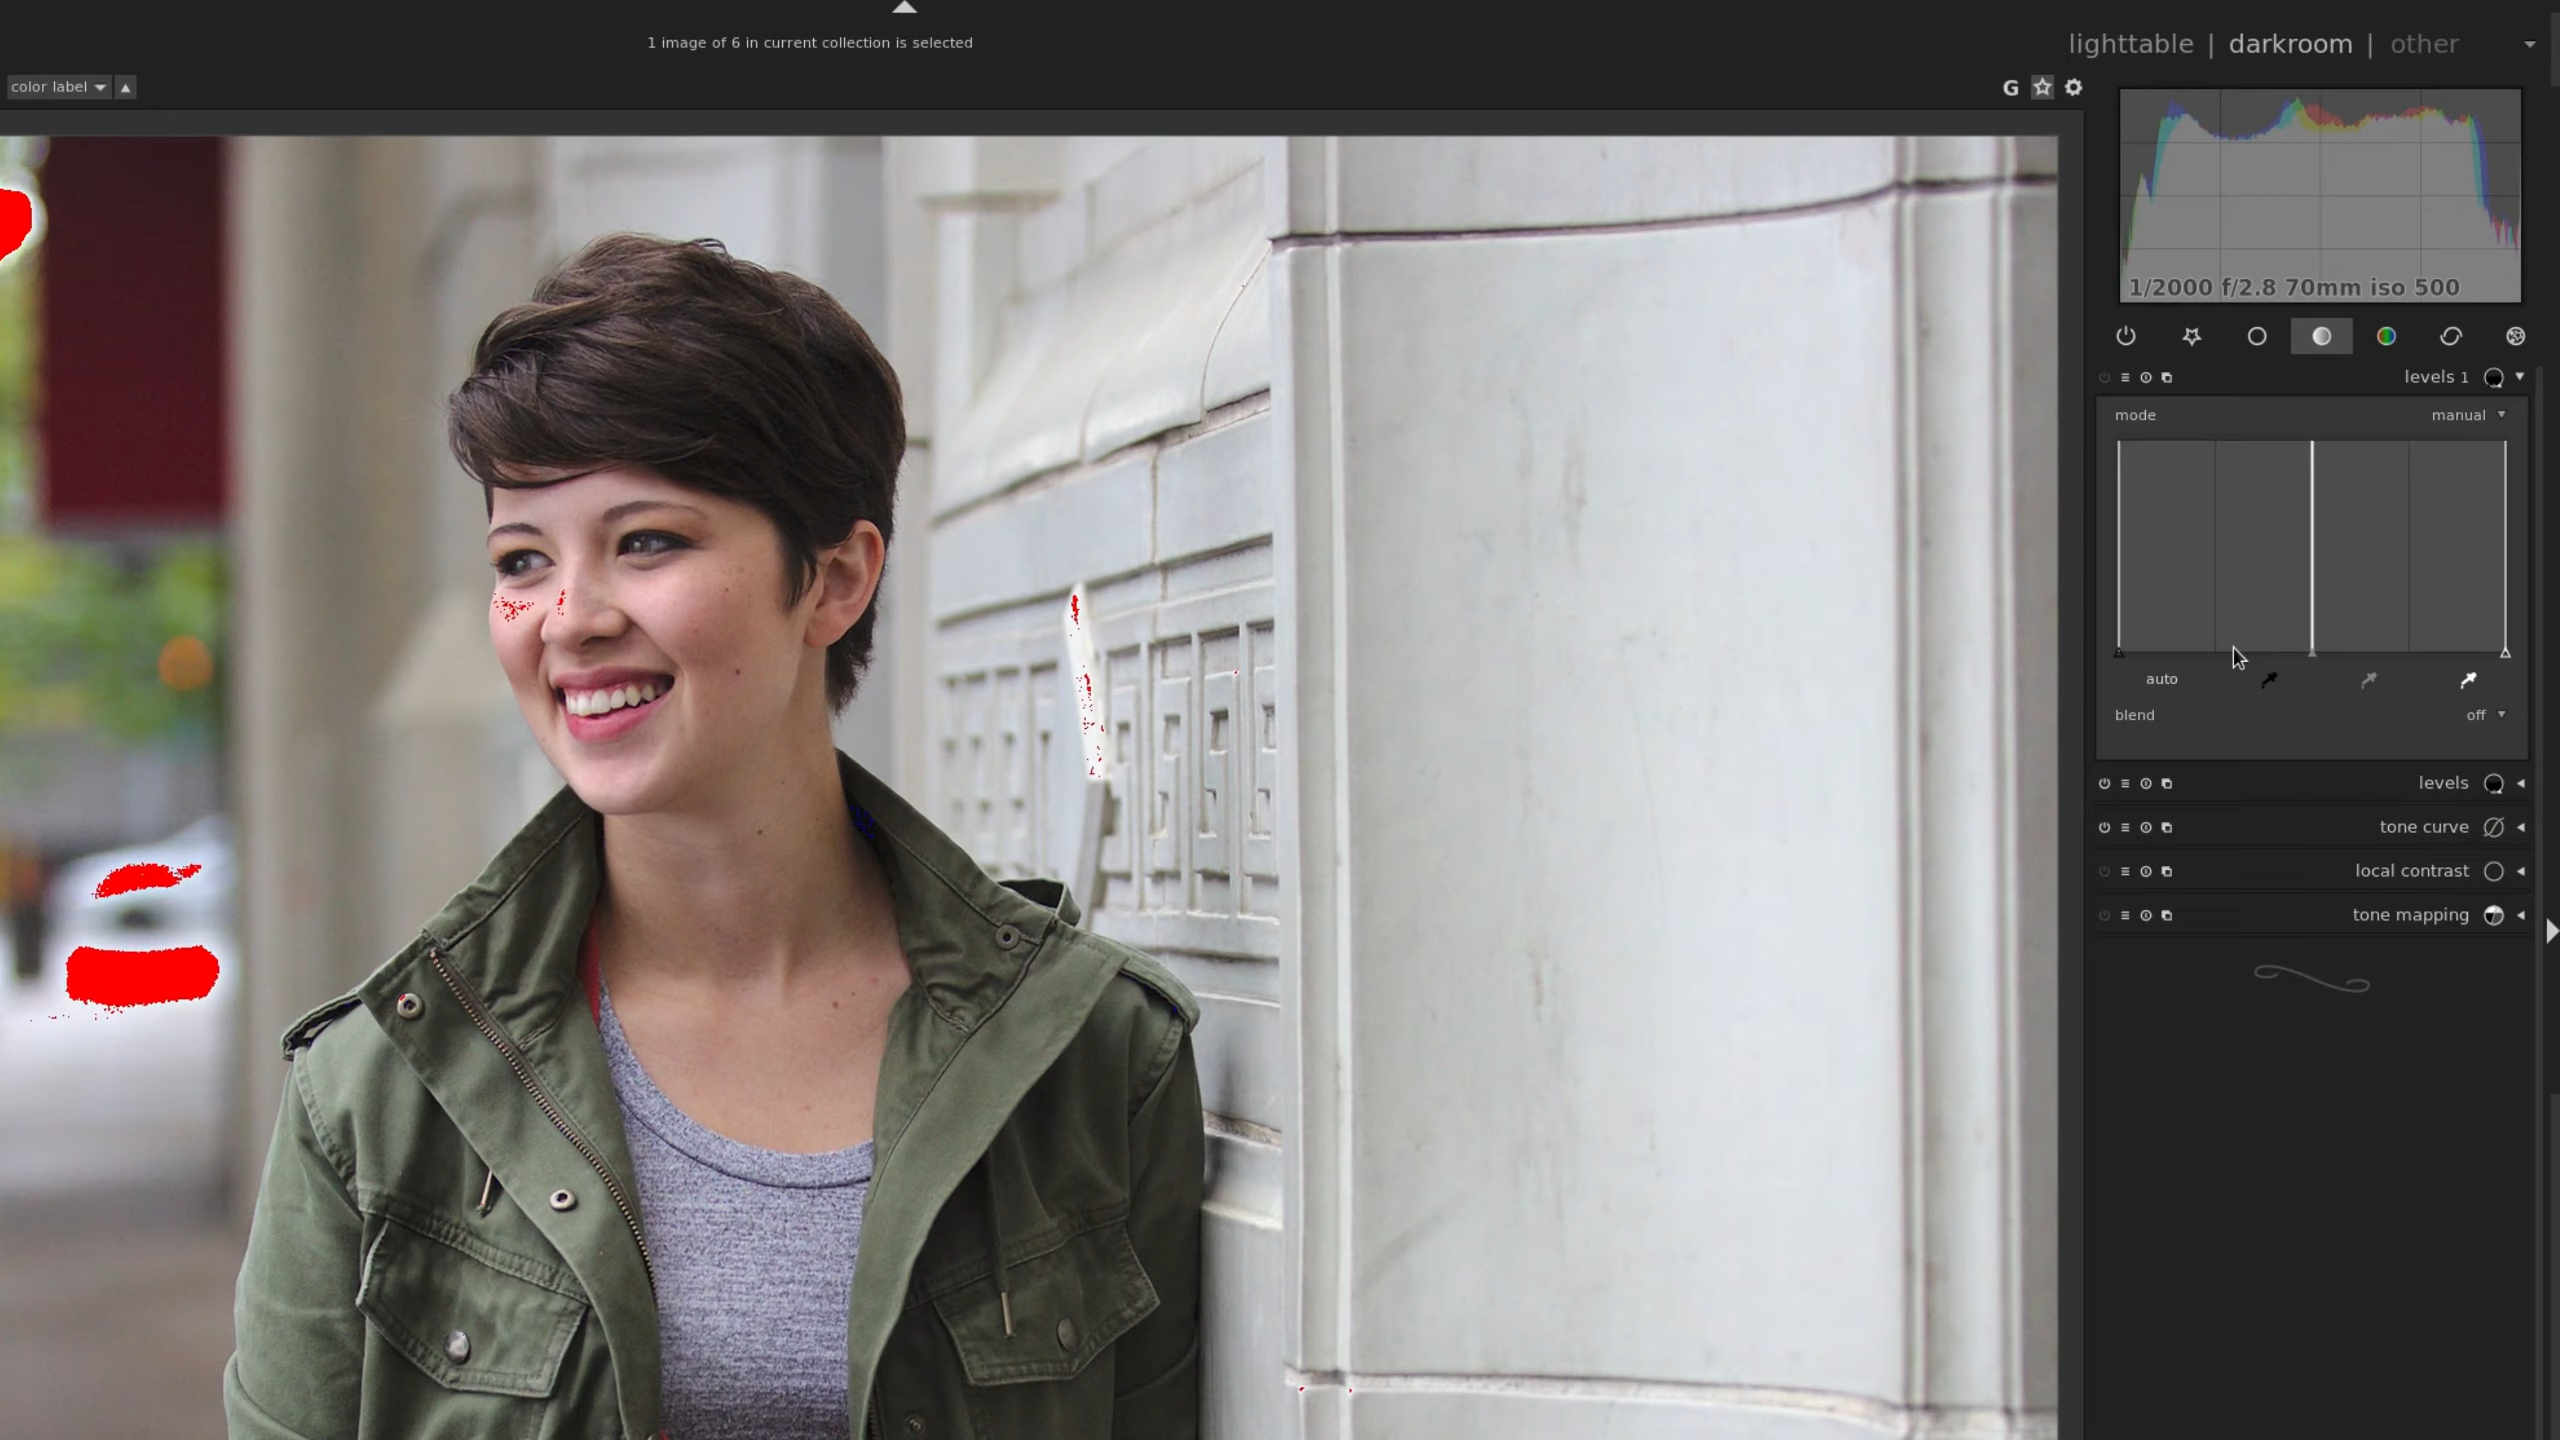 1 image of 6 in current collection is selected
lighttable | darkroom | other
color label
G
1/2000 f/2.8 70mm iso 500
levels 1
mode manual
auto
blend off
levels
tone curve
local contrast
tone mapping